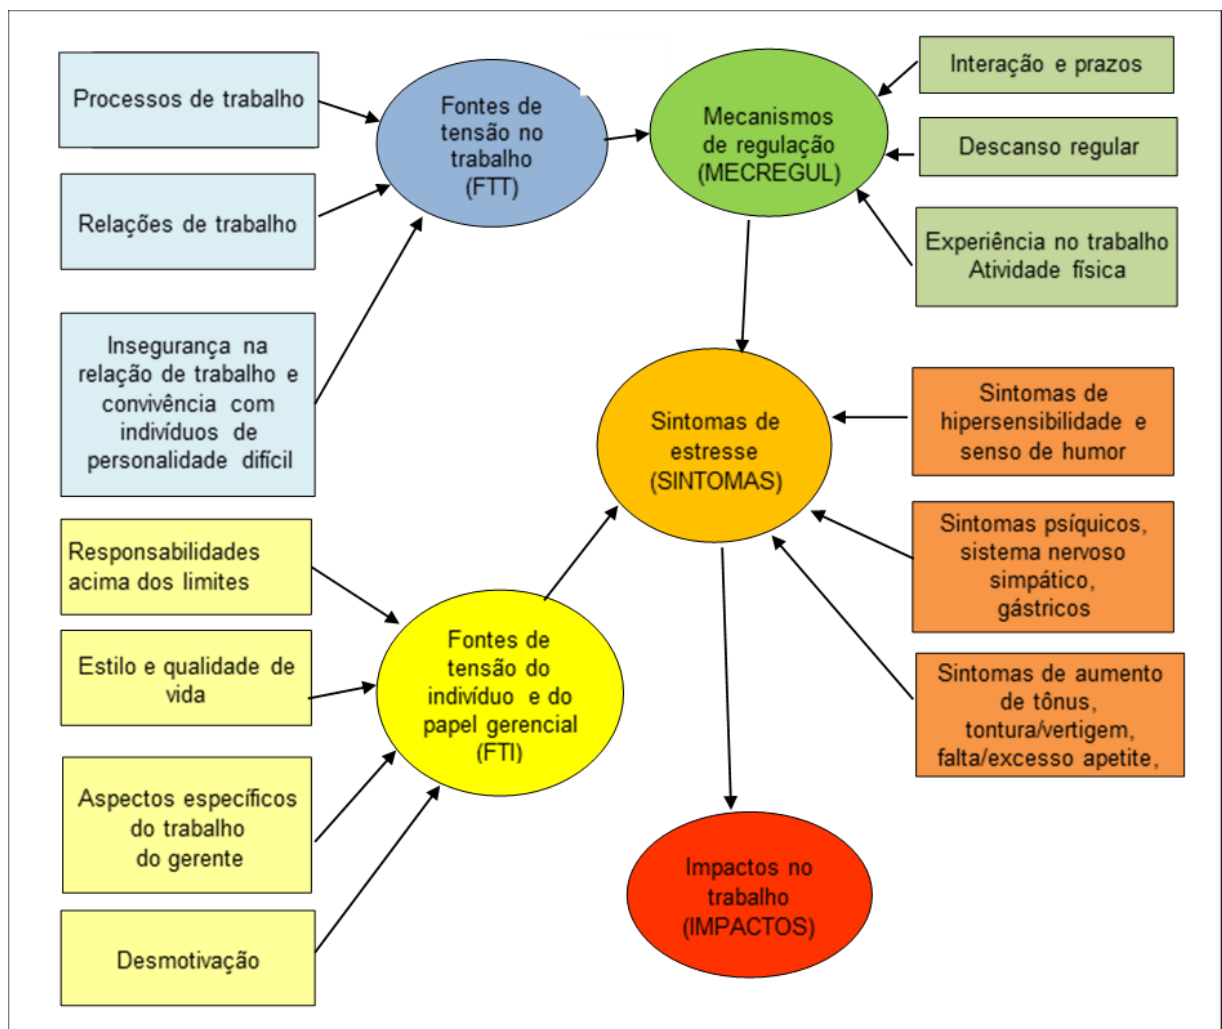 Processos de trabalho
Relações de trabalho
Insegurança na
relação de trabalho e
convivência com
indivíduos de
personalidade difícil
Fontes de
tensão no
trabalho
(FTT)
Mecanismos
de regulação
(MECREGUL)
Interação e prazos
Descanso regular
Experiência no trabalho
Atividade física
Sintomas de
estresse
(SINTOMAS)
Sintomas de
hipersensibilidade e
senso de humor
Sintomas psíquicos,
sistema nervoso
simpático,
gástricos
Sintomas de aumento
de tônus,
tontura/vertigem,
falta/excesso apetite,
Responsabilidades
acima dos limites
Estilo e qualidade de
vida
Aspectos específicos
do trabalho
do gerente
Desmotivação
Fontes de
tensão do
indivíduo e do
papel gerencial
(FTI)
Impactos no
trabalho
(IMPACTOS)